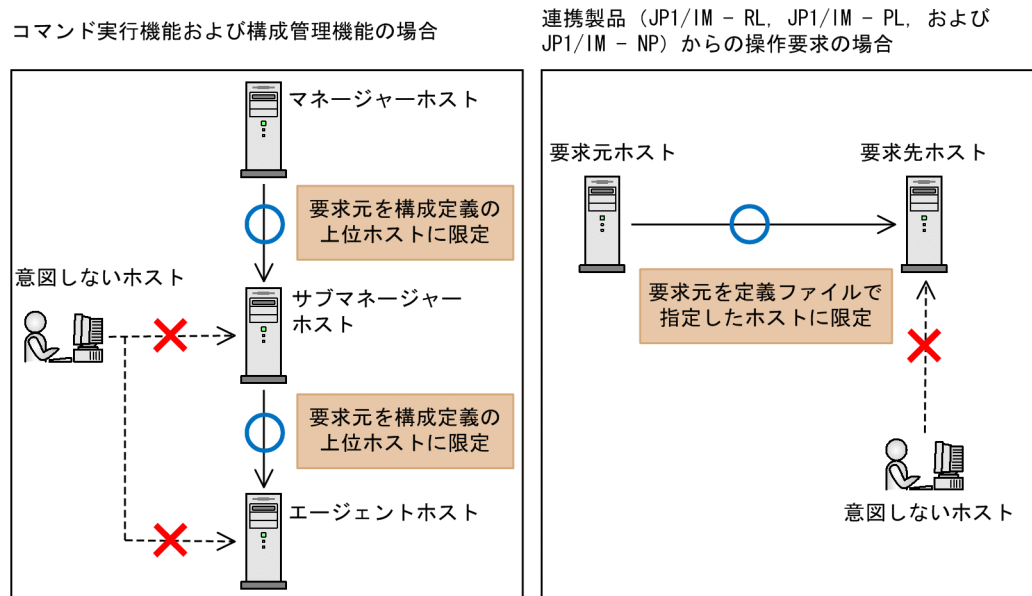 コマンド実行機能および構成管理機能の場合
マネージャーホスト
要求元を構成定義の
上位ホストに限定
意図しないホスト
サブマネージャー
ホスト
要求元を構成定義の
上位ホストに限定
エージェントホスト
連携製品（JP1/IM - RL, JP1/IM - PL, および
JP1/IM - NP）からの操作要求の場合
要求元ホスト
要求先ホスト
要求元を定義ファイルで
指定したホストに限定
意図しないホスト